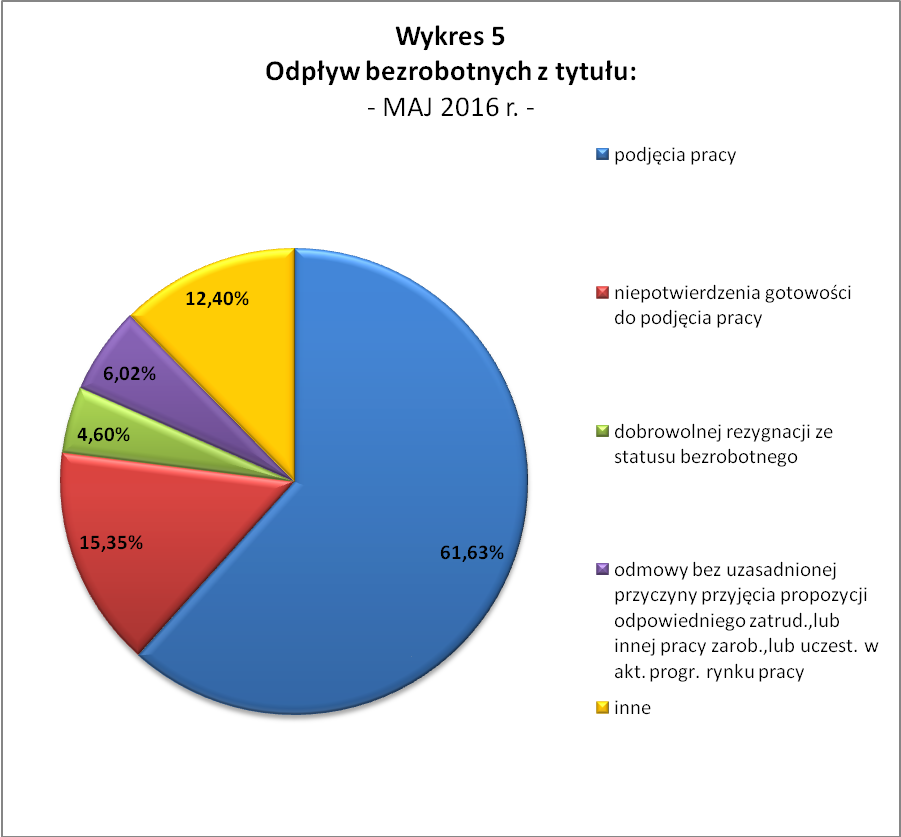 Wykres 5
Odpływ bezrobotnych z tytułu:
- MAJ 2016 r. -
podjęcia pracy
niepotwierdzenia gotowości
do podjęcia pracy
dobrowolnej rezygnacji ze
statusu bezrobotnego
odmowy bez uzasadnionej
przyczyny przyjęcia propozycji
odpowiedniego zatrud.,lub
innej pracy zarob.,lub uczest. w
akt. progr. rynku pracy
inne
12,40%
6,02%
4,60%
15,35%
61,63%